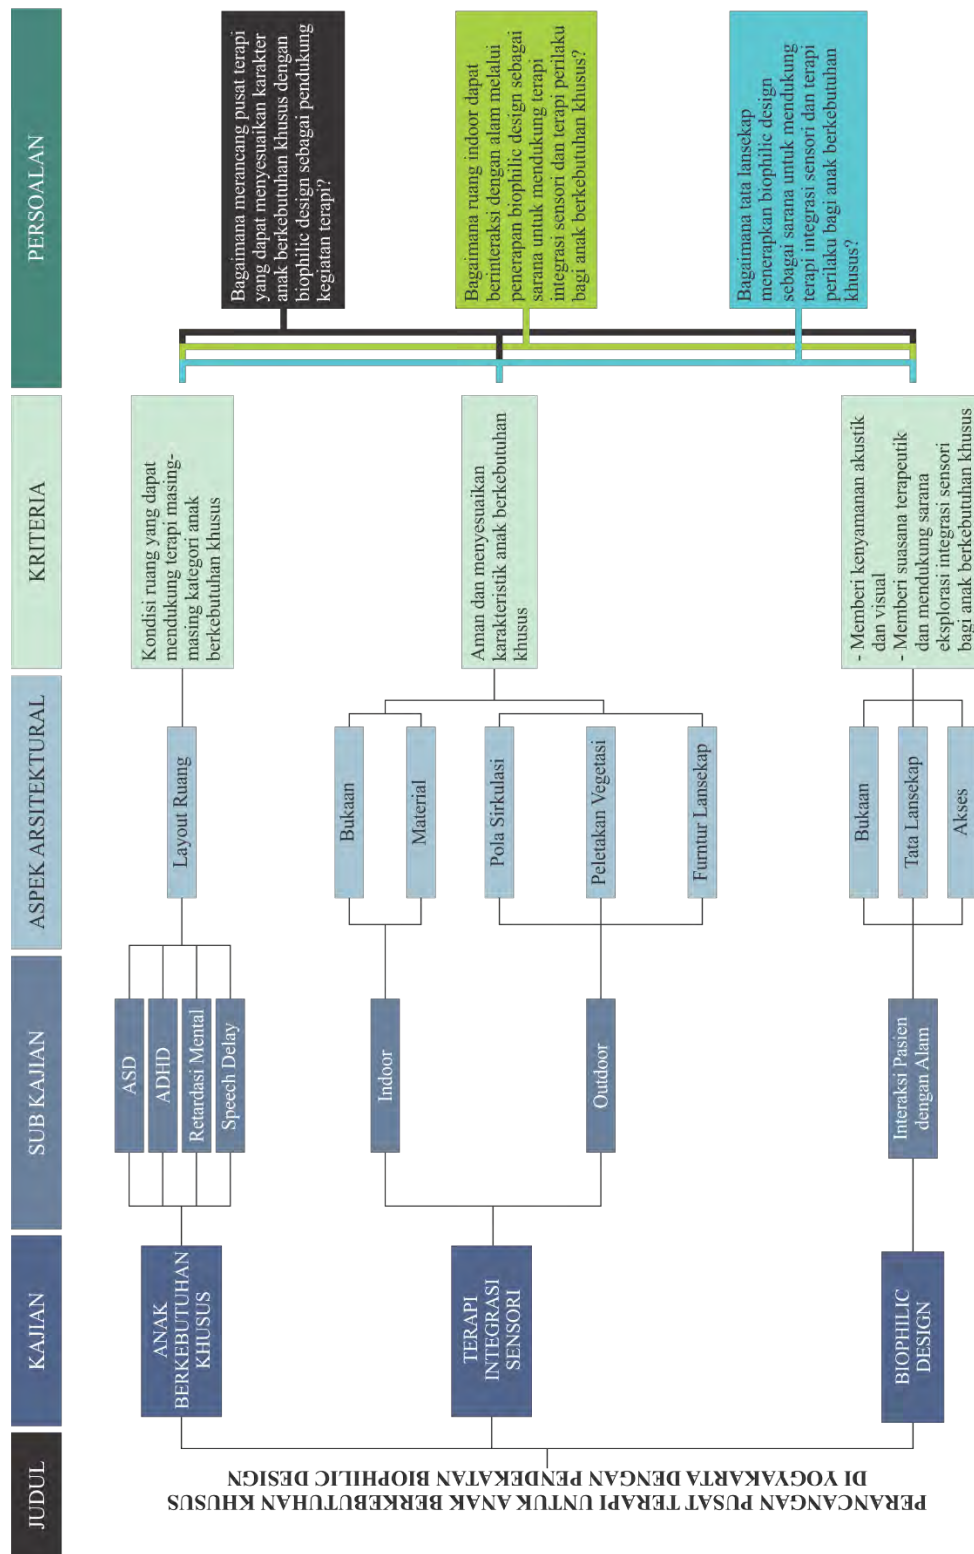 JUDUL
KAJIAN
SUB KAJIAN
ASPEK ARSITEKTURAL
KRITERIA
PERSOALAN
PERANCANGAN PUSAT TERAPI UNTUK ANAK BERKEBUTUHAN KHUSUS
DI YOGYAKARTA DENGAN PENDEKATAN BIOPHILIC DESIGN
ANAK
BERKEBUTUHAN
KHUSUS
ASD
ADHD
Retardasi Mental
Speech Delay
Layout Ruang
Kondisi ruang yang dapat
mendukung terapi masing-
masing kategori anak
berkebutuhan khusus
TERAPI
INTEGRASI
SENSORI
Indoor
Outdoor
Bukaan
Material
Pola Sirkulasi
Peletakan Vegetasi
Furntur Lansekap
Aman dan menyesuaikan
karakteristik anak berkebutuhan
khusus
BIOPHILIC
DESIGN
Interaksi Pasien
dengan Alam
Bukaan
Tata Lansekap
Akses
- Memberi kenyamanan akustik
dan visual
- Memberi suasana terapeutik
dan mendukung sarana
eksplorasi integrasi sensori
bagi anak berkebutuhan khusus
Bagaimana merancang pusat terapi
yang dapat menyesuaikan karakter
anak berkebutuhan khusus dengan
biophilic design sebagai pendukung
kegiatan terapi?
Bagaimana ruang indoor dapat
berinteraksi dengan alam melalui
penerapan biophilic design sebagai
sarana untuk mendukung terapi
integrasi sensori dan terapi perilaku
bagi anak berkebutuhan khusus?
Bagaimana tata lansekap
menerapkan biophilic design
sebagai sarana untuk mendukung
terapi integrasi sensori dan terapi
perilaku bagi anak berkebutuhan
khusus?